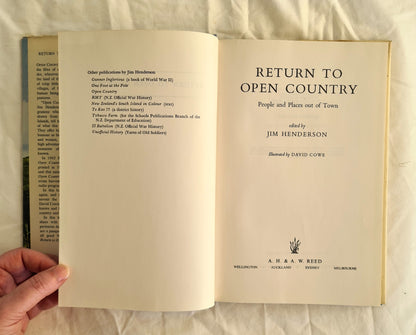 RETURN
Other publications by Jim Henderson
Gunner Inglorious (a book of World War II)
One Foot at the Pole
Open Country
RMT (N.Z. Official War History)
New Zealand's South Island in Colour (text)
Te Kao 75 (a district history)
Tobacco Farm (for the Schools Publications Branch of the
N.Z. Department of Education)
22 Battalion (N.Z. Official War History)
Unofficial History (Yarns of Old Soldiers)
RETURN TO
OPEN COUNTRY
People and Places out of Town
edited by
JIM HENDERSON
Illustrated by DAVID COWE
A. H. & A. W. REED
WELLINGTON AUCKLAND SYDNEY MELBOURNE